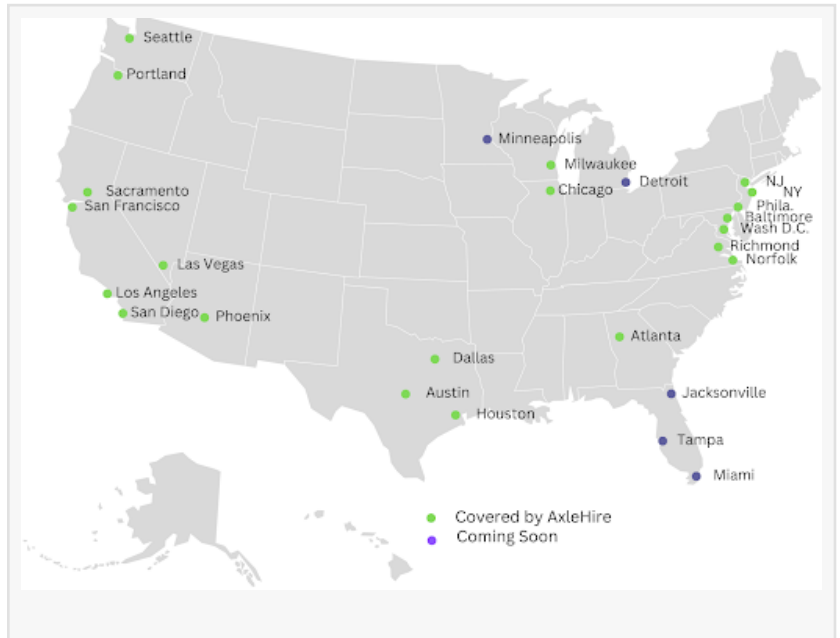 Seattle
Portland
Minneapolis
Milwaukee
Detroit
NJ
Sacramento
Chicago
NY
San Francisco
Phila.
Baltimore
Wash D.C.
Richmond
Las Vegas
Norfolk
Los Angeles
San Diego
Phoenix
Atlanta
Dallas
Austin
Jacksonville
Houston
Tampa
Miami
Covered by AxleHire
Coming Soon